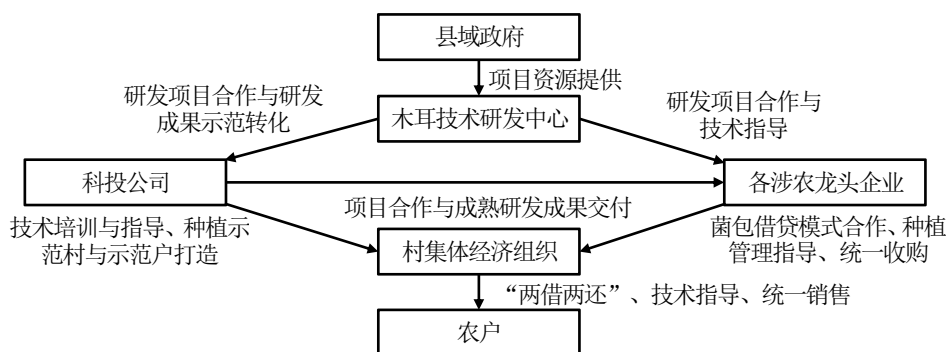 县域政府
项目资源提供
研发项目合作与研发
成果示范转化
木耳技术研发中心
研发项目合作与
技术指导
科投公司
各涉农龙头企业
项目合作与成熟研发成果交付
技术培训与指导、种植示
范村与示范户打造
村集体经济组织
菌包借贷模式合作、种植
管理指导、统一收购
“两借两还”、技术指导、统一销售
农户